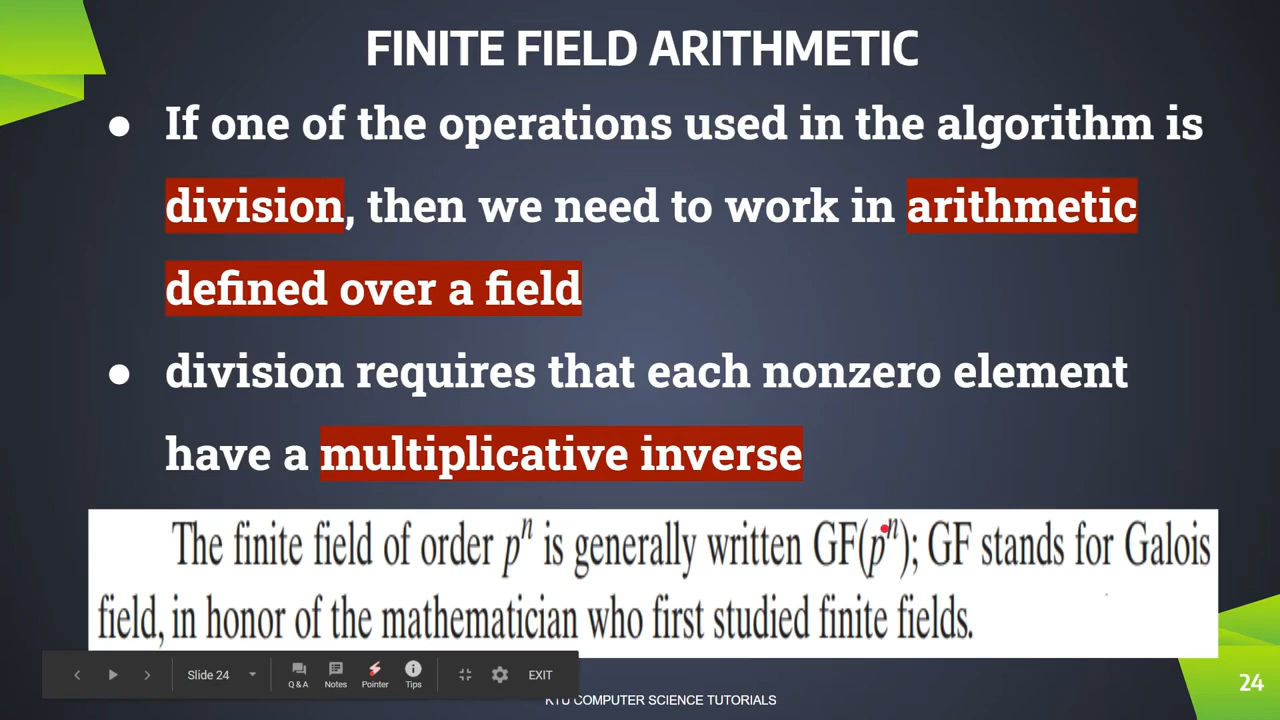 FINITE FIELD ARITHMETIC
● If one of the operations used in the algorithm is
division, then we need to work in arithmetic
defined over a field
● division requires that each nonzero element
have a multiplicative inverse
The finite field of order pⁿ is generally written GF(pⁿ); GF stands for Galois
field, in honor of the mathematician who first studied finite fields.
Slide 24
Q & A
Notes
Pointer
Tips
EXIT
KTU COMPUTER SCIENCE TUTORIALS
24